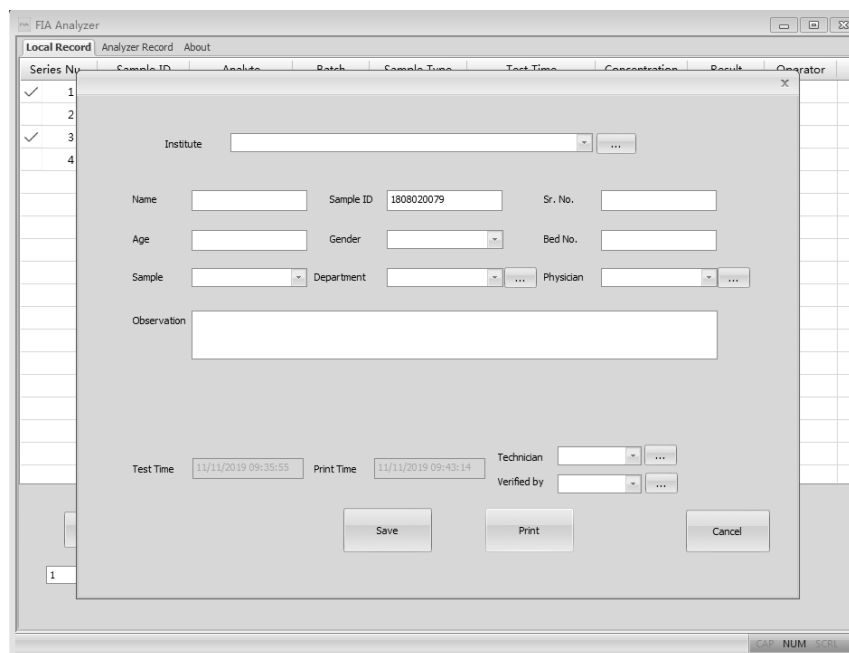 FIA Analyzer
Local Record Analyzer Record About
Series Nu Sample ID Analyte Batch Sample Type Test Time Concentration Result Operator
1
2
3
4
Institute ...
Name Sample ID 1808020079 Sr. No.
Age Gender Bed No.
Sample Department ... Physician ...
Observation
Technician ...
Test Time 11/11/2019 09:35:55 Print Time 11/11/2019 09:43:14
Verified by ...
Save Print Cancel
1
CAP NUM SCRL